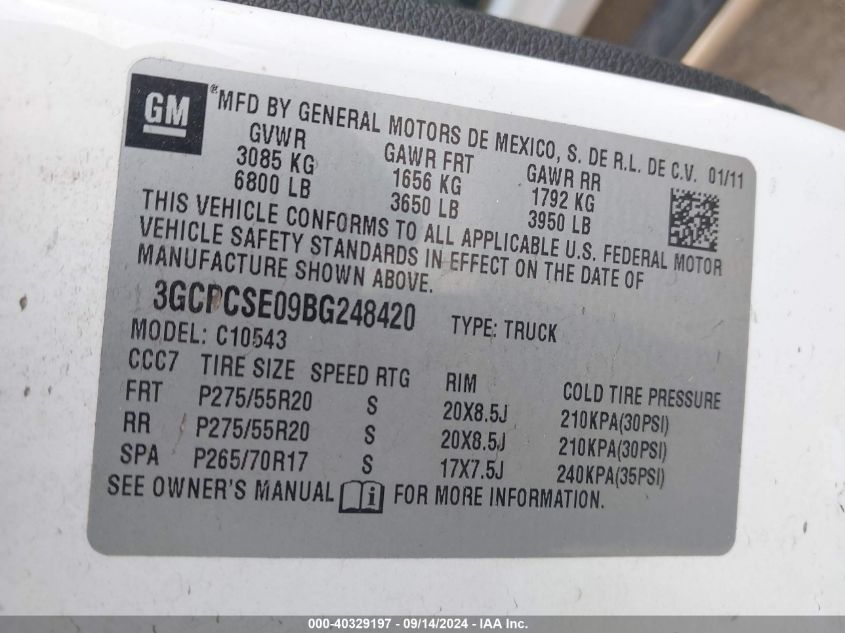 GM
®MFD BY GENERAL MOTORS DE MEXICO, S. DE R.L. DE C.V. 01/11
GVWR GAWR FRT GAWR RR
3085 KG 1656 KG 1792 KG
6800 LB 3650 LB 3950 LB
THIS VEHICLE CONFORMS TO ALL APPLICABLE U.S. FEDERAL MOTOR
VEHICLE SAFETY STANDARDS IN EFFECT ON THE DATE OF
MANUFACTURE SHOWN ABOVE.
3GCPCSE09BG248420 TYPE: TRUCK
MODEL: C10543
CCC7 TIRE SIZE SPEED RTG RIM COLD TIRE PRESSURE
FRT P275/55R20 S 20X8.5J 210KPA(30PSI)
RR P275/55R20 S 20X8.5J 210KPA(30PSI)
SPA P265/70R17 S 17X7.5J 240KPA(35PSI)
SEE OWNER'S MANUAL i FOR MORE INFORMATION.
000-40329197 - 09/14/2024 - IAA Inc.